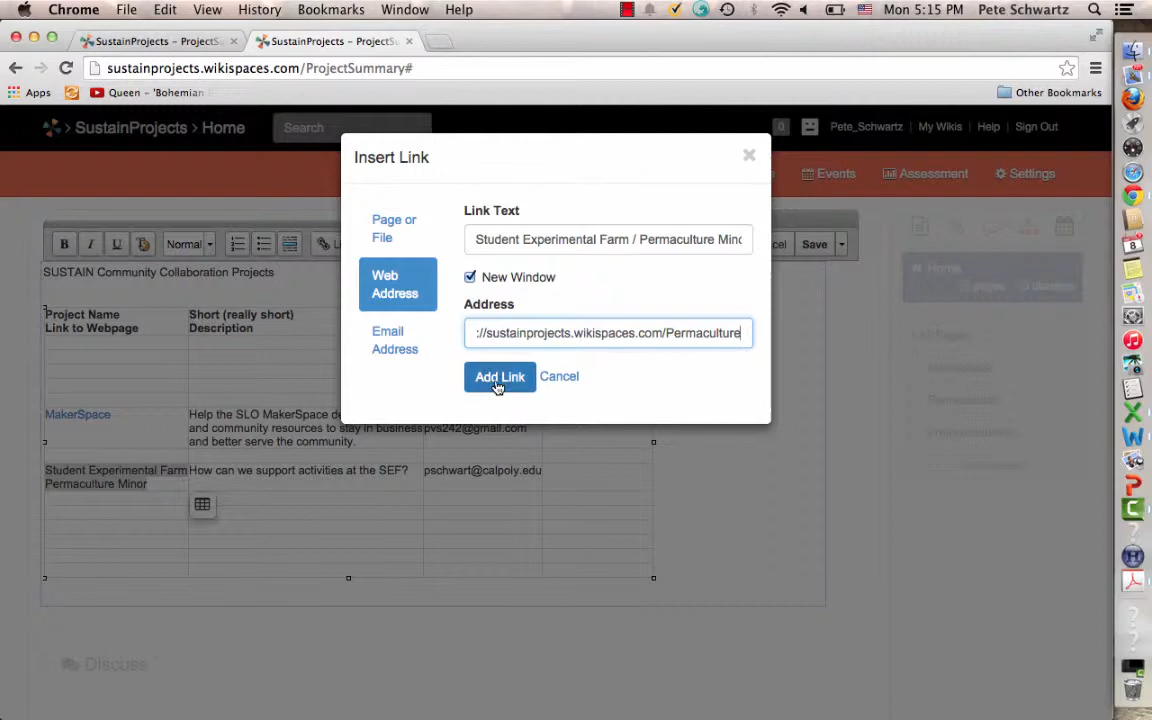 Chrome File Edit View History Bookmarks Window Help Mon 5:15 PM Pete Schwartz
SustainProjects – ProjectS SustainProjects – ProjectSu
sustainprojects.wikispaces.com/ProjectSummary#
Apps Queen – 'Bohemian Other Bookmarks
SustainProjects > Home Search 0 Pete_Schwartz My Wikis Help Sign Out
Events Assessment Settings
Insert Link
Page or
File
Web
Address
Email
Address
Link Text
Student Experimental Farm / Permaculture Mino
New Window
Address
://sustainprojects.wikispaces.com/Permaculture
Add Link Cancel
B I U Normal Save
Home
SUSTAIN Community Collaboration Projects
Project Name Short (really short)
Link to Webpage Description
MakerSpace Help the SLO MakerSpace de
and community resources to stay in business pvs242@gmail.com
and better serve the community.
Student Experimental Farm How can we support activities at the SEF? pschwart@calpoly.edu
Permaculture Minor
Discuss